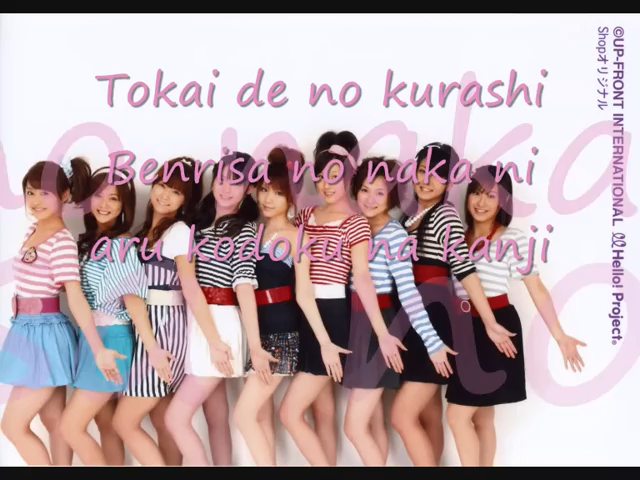 Tokai de no kurashi
Benrisa no naka ni
aru kodoku na kanji
©UP-FRONT INTERNATIONAL Hello! Project®
Shopオリジナル